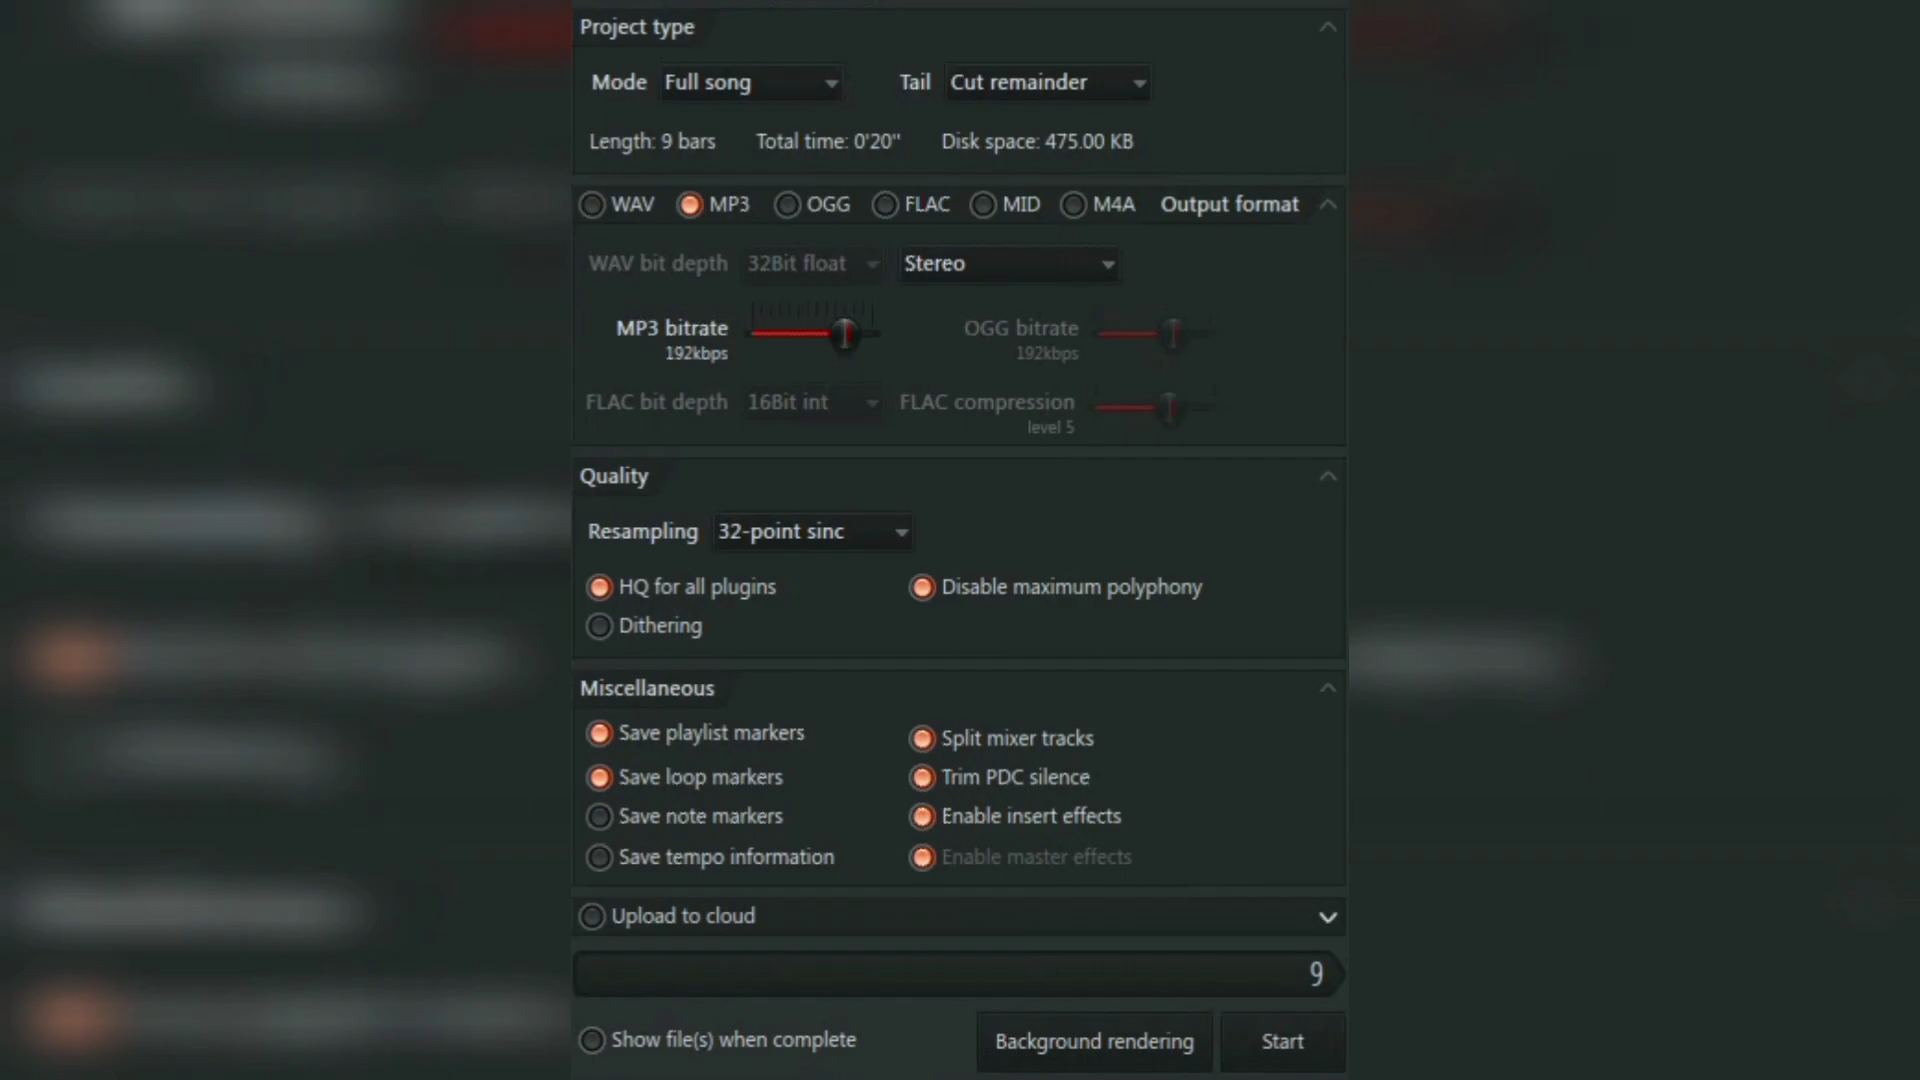 Project type
Mode Full song Tail Cut remainder
Length: 9 bars Total time: 0'20'' Disk space: 475.00 KB
WAV MP3 OGG FLAC MID M4A Output format
WAV bit depth 32Bit float Stereo
MP3 bitrate OGG bitrate
192kbps 192kbps
FLAC bit depth 16Bit int FLAC compression
level 5
Quality
Resampling 32-point sinc
HQ for all plugins Disable maximum polyphony
Dithering
Miscellaneous
Save playlist markers Split mixer tracks
Save loop markers Trim PDC silence
Save note markers Enable insert effects
Save tempo information Enable master effects
Upload to cloud
9
Show file(s) when complete Background rendering Start